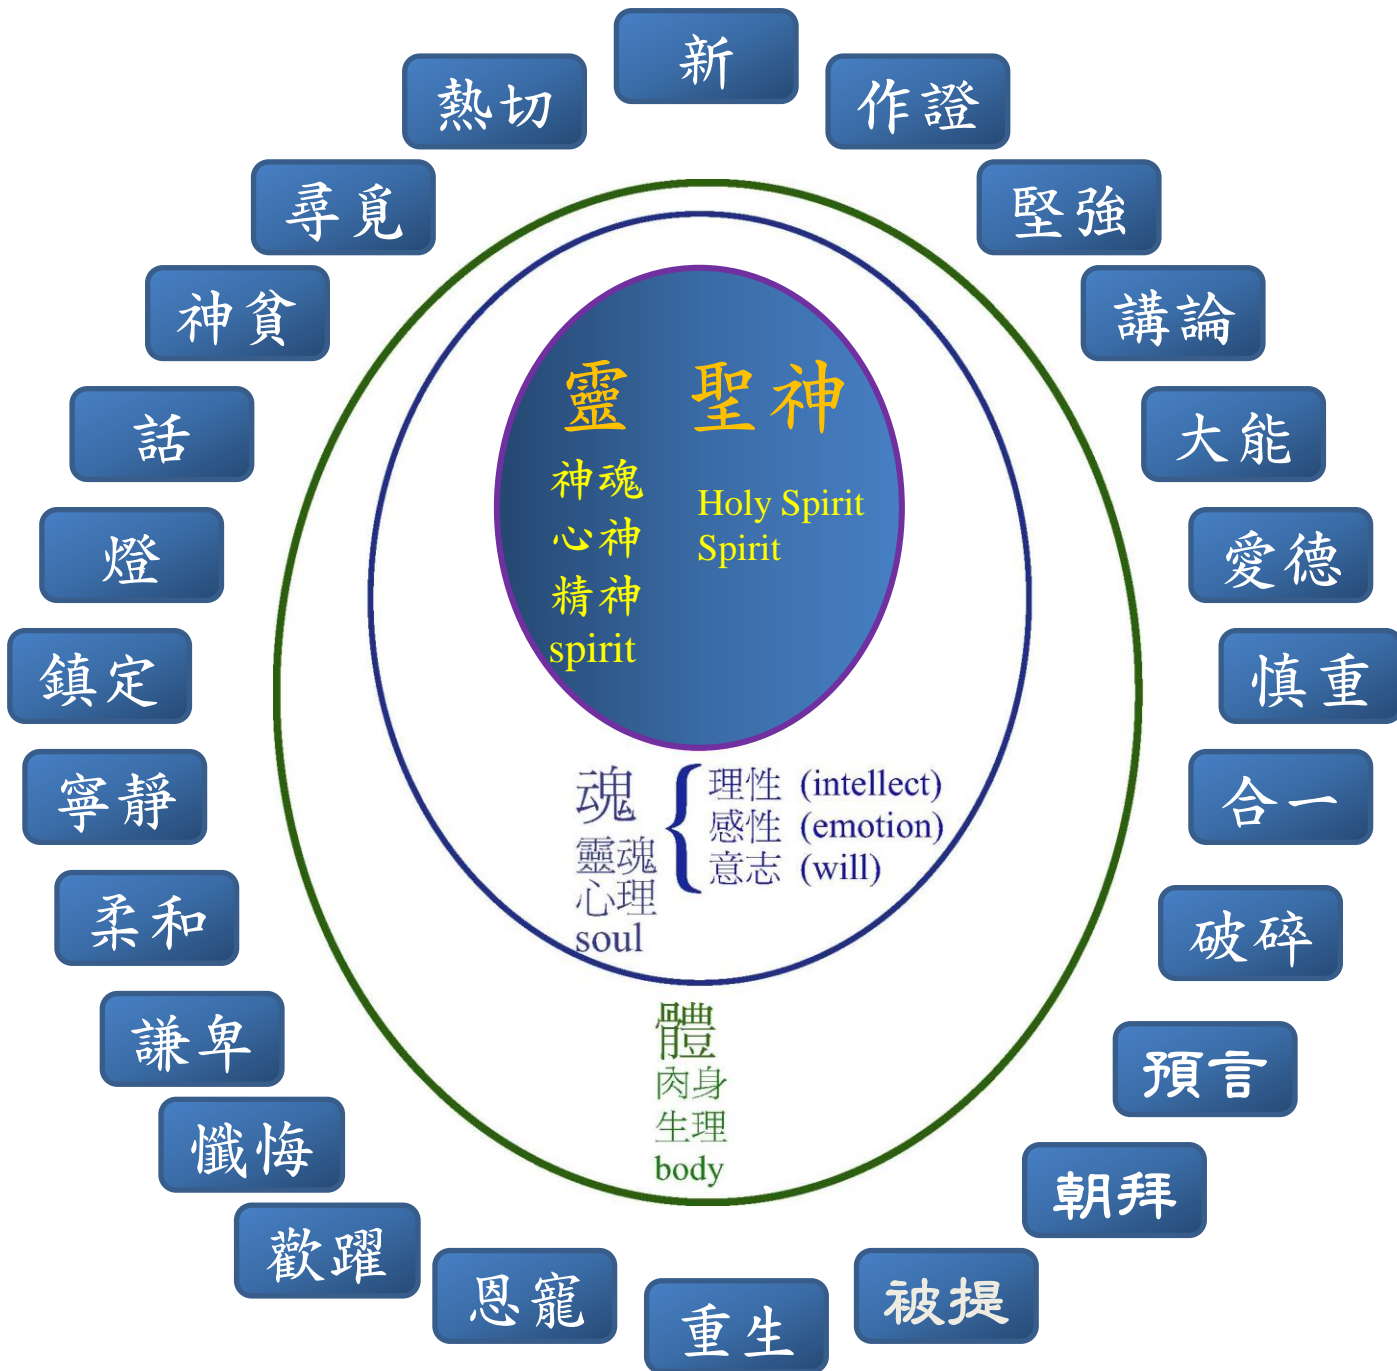 新
熱切
作證
尋覓
堅強
神貧
講論
話
大能
燈
愛德
鎮定
慎重
寧靜
合一
柔和
破碎
謙卑
預言
懺悔
朝拜
歡躍
恩寵
重生
被提
靈 聖神
神魂
心神
精神
spirit
Holy Spirit
Spirit
魂
靈魂
心理
soul
理性 (intellect)
感性 (emotion)
意志 (will)
體
肉身
生理
body